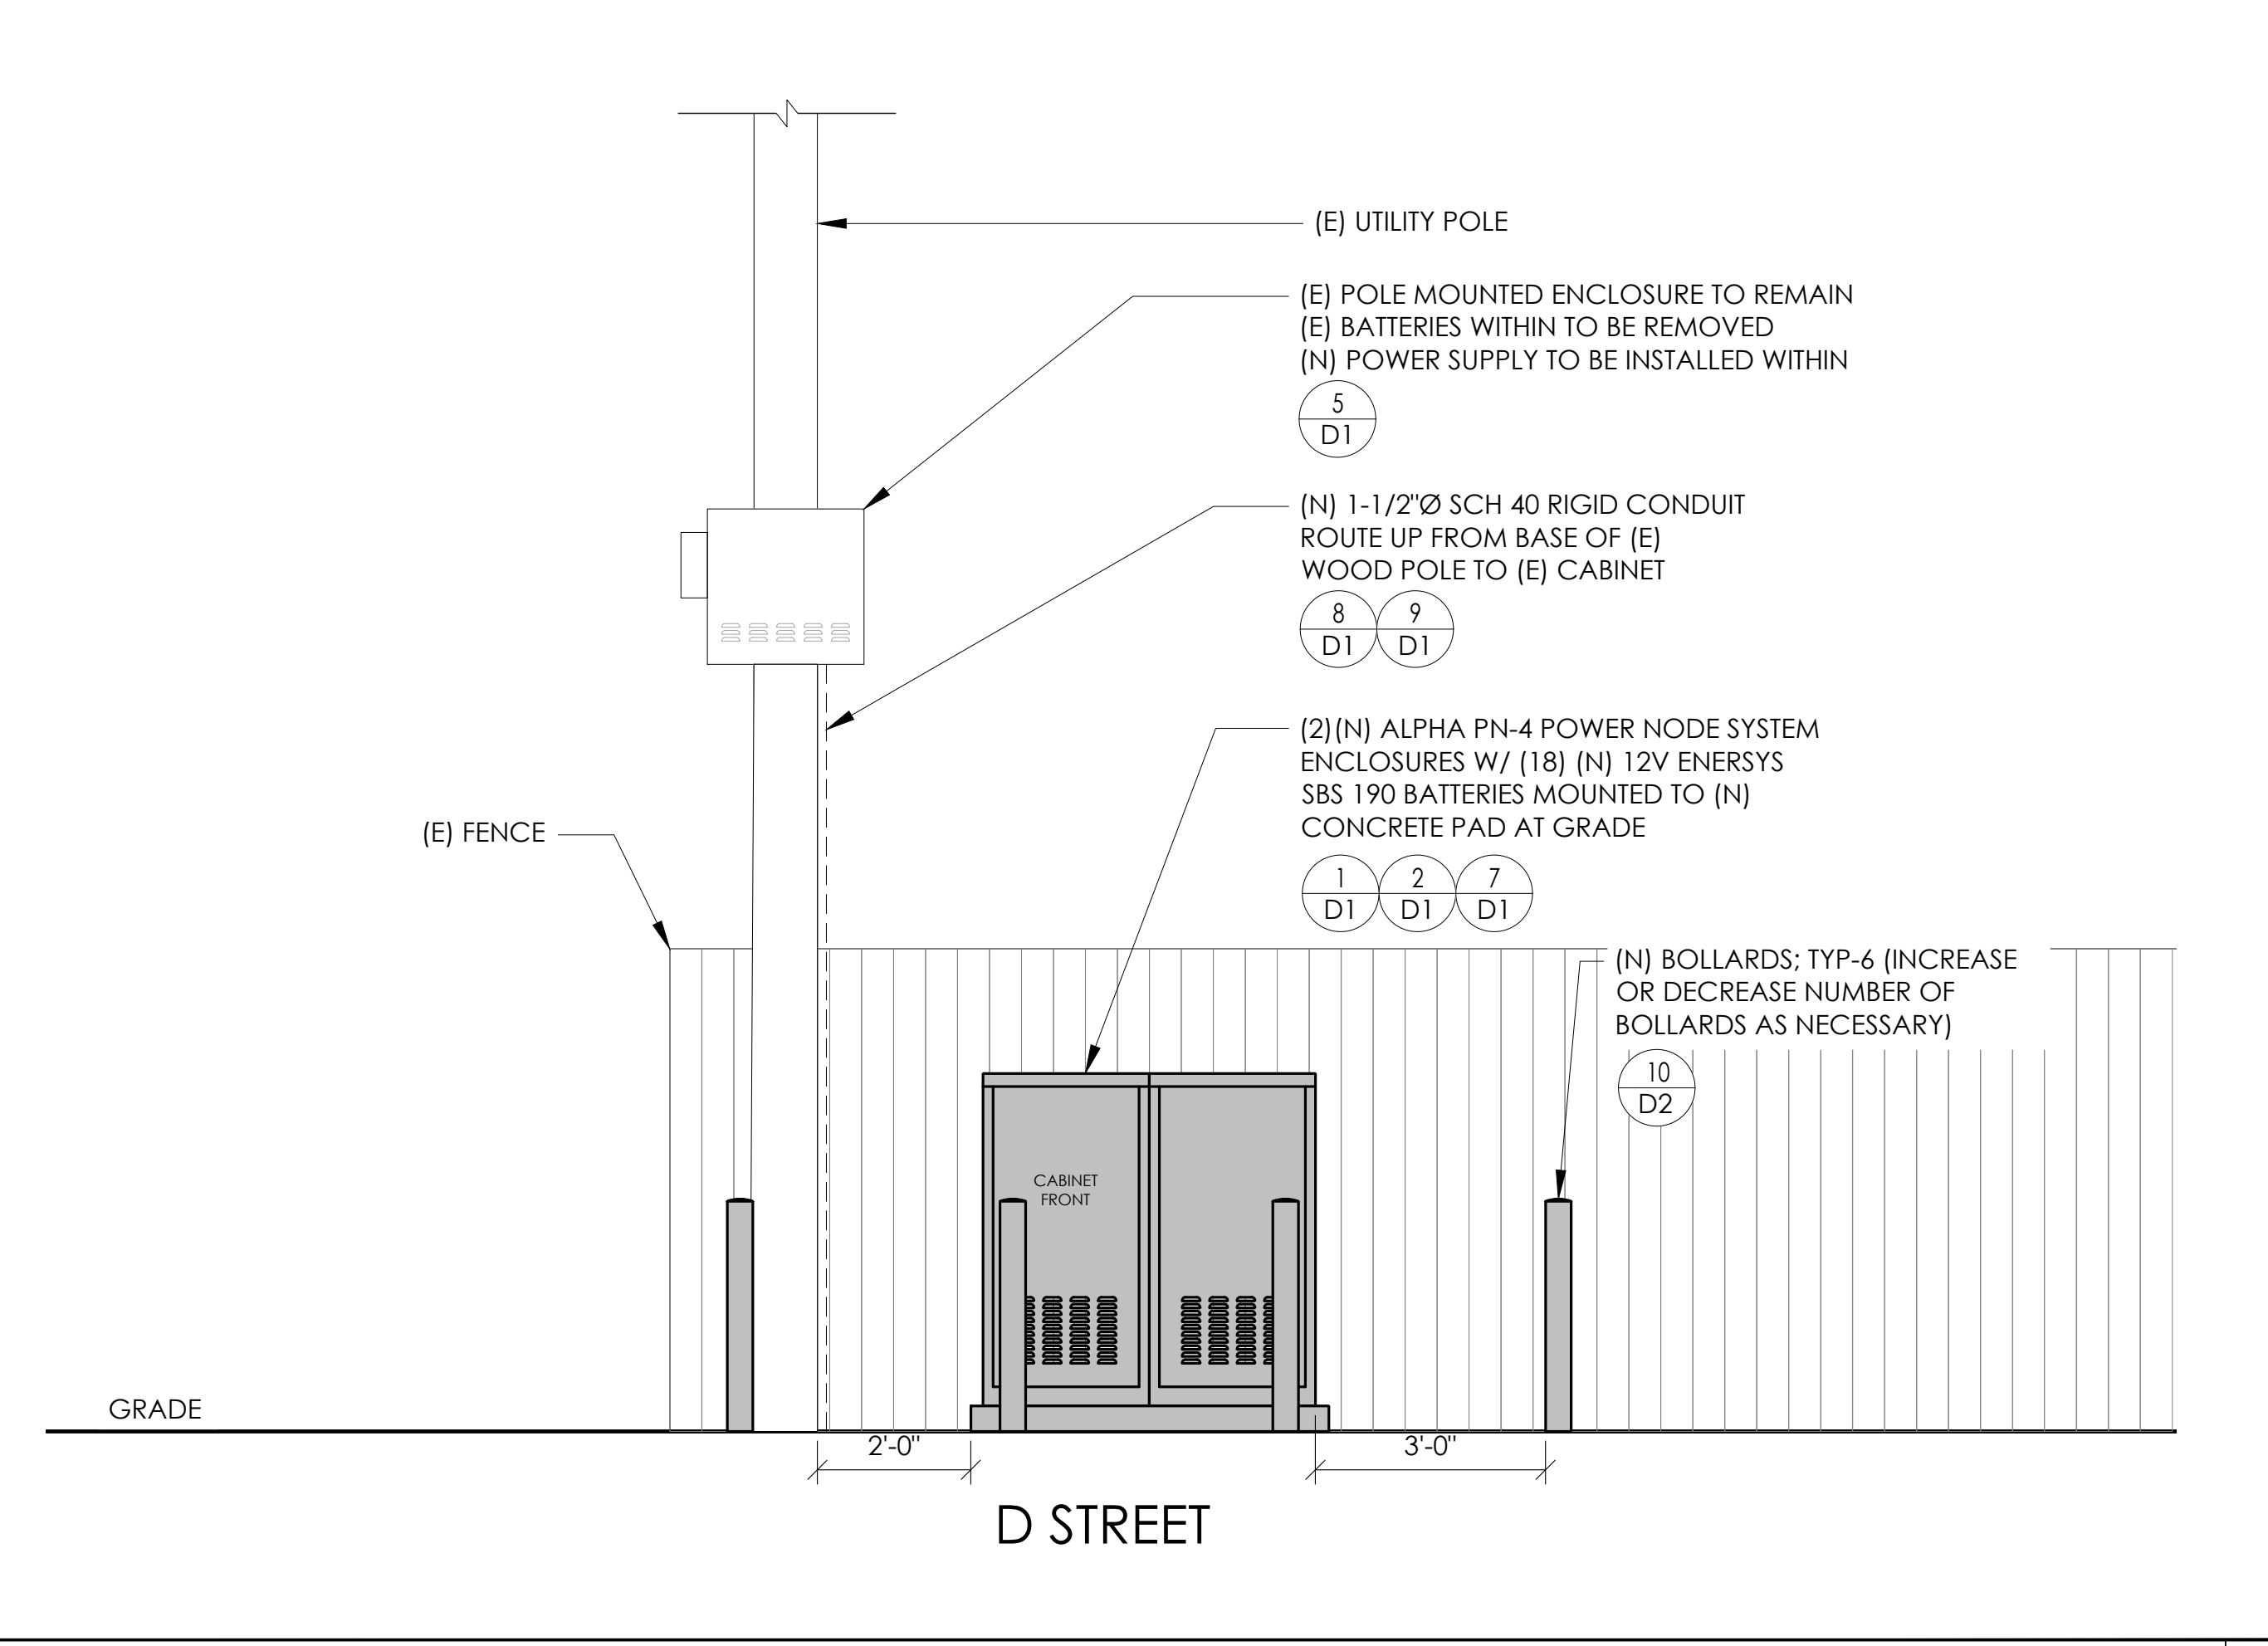 (E) UTILITY POLE
(E) POLE MOUNTED ENCLOSURE TO REMAIN
(E) BATTERIES WITHIN TO BE REMOVED
(N) POWER SUPPLY TO BE INSTALLED WITHIN
5
D1
(N) 1-1/2"Ø SCH 40 RIGID CONDUIT
ROUTE UP FROM BASE OF (E)
WOOD POLE TO (E) CABINET
8 9
D1 D1
(2)(N) ALPHA PN-4 POWER NODE SYSTEM
ENCLOSURES W/ (18) (N) 12V ENERSYS
SBS 190 BATTERIES MOUNTED TO (N)
CONCRETE PAD AT GRADE
1 2 7
D1 D1 D1
(E) FENCE
(N) BOLLARDS; TYP-6 (INCREASE
OR DECREASE NUMBER OF
BOLLARDS AS NECESSARY)
10
D2
CABINET
FRONT
GRADE
2'-0" 3'-0"
D STREET